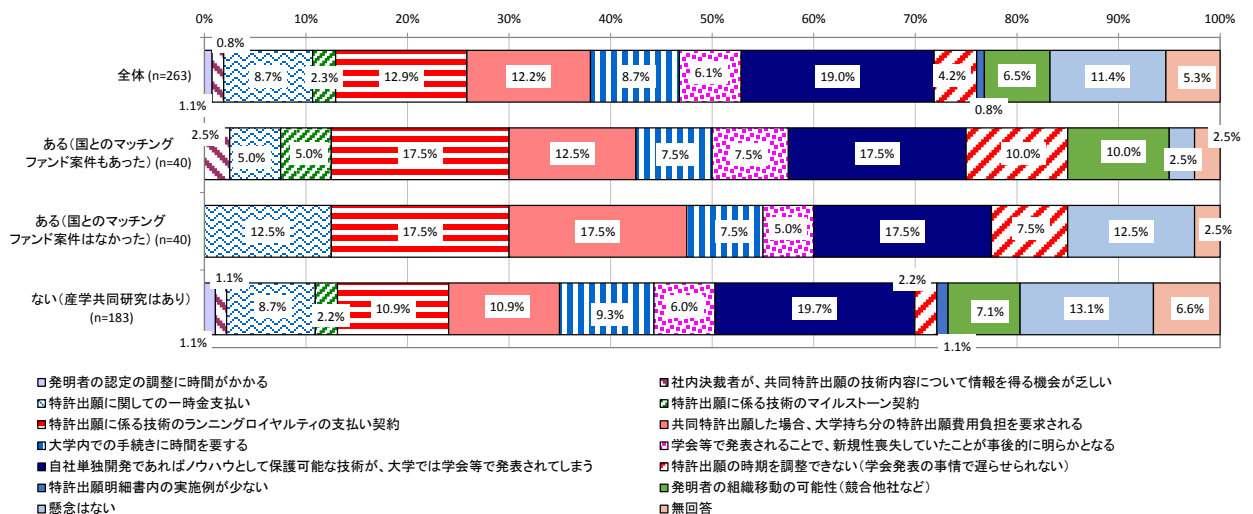 0% 10% 20% 30% 40% 50% 60% 70% 80% 90% 100%
全体 (n=263)
0.8% 1.1% 8.7% 2.3% 12.9% 12.2% 8.7% 6.1% 19.0% 4.2% 0.8% 6.5% 11.4% 5.3%
ある(国とのマッチング
ファンド案件もあった) (n=40)
2.5% 5.0% 5.0% 17.5% 12.5% 7.5% 7.5% 17.5% 10.0% 10.0% 2.5% 2.5%
ある(国とのマッチング
ファンド案件はなかった) (n=40)
12.5% 17.5% 17.5% 7.5% 5.0% 17.5% 7.5% 12.5% 2.5%
ない(産学共同研究はあり)
(n=183)
1.1% 1.1% 8.7% 2.2% 10.9% 10.9% 9.3% 6.0% 19.7% 2.2% 1.1% 7.1% 13.1% 6.6%
発明者の認定の調整に時間がかかる
社内決裁者が、共同特許出願の技術内容について情報を得る機会が乏しい
特許出願に関しての一時金支払い
特許出願に係る技術のマイルストーン契約
特許出願に係る技術のランニングロイヤルティの支払い契約
共同特許出願した場合、大学持ち分の特許出願費用負担を要求される
大学内での手続きに時間を要する
学会等で発表されることで、新規性喪失していたことが事後的に明らかとなる
自社単独開発であればノウハウとして保護可能な技術が、大学では学会等で発表されてしまう
特許出願の時期を調整できない(学会発表の事情で遅らせられない)
特許出願明細書内の実施例が少ない
発明者の組織移動の可能性(競合他社など)
懸念はない
無回答